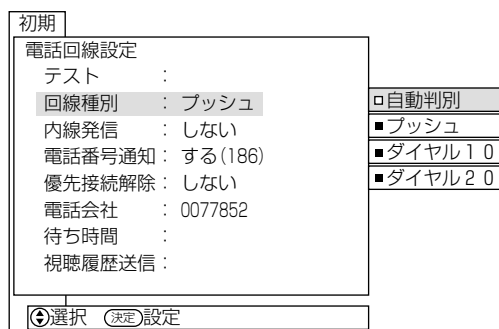 初期
電話回線設定
テスト :
回線種別 : プッシュ
内線発信 : しない
電話番号通知 : する(186)
優先接続解除 : しない
電話会社 : 0077852
待ち時間 :
視聴履歴送信 :
自動判別
プッシュ
ダイヤル10
ダイヤル20
選択 決定 設定